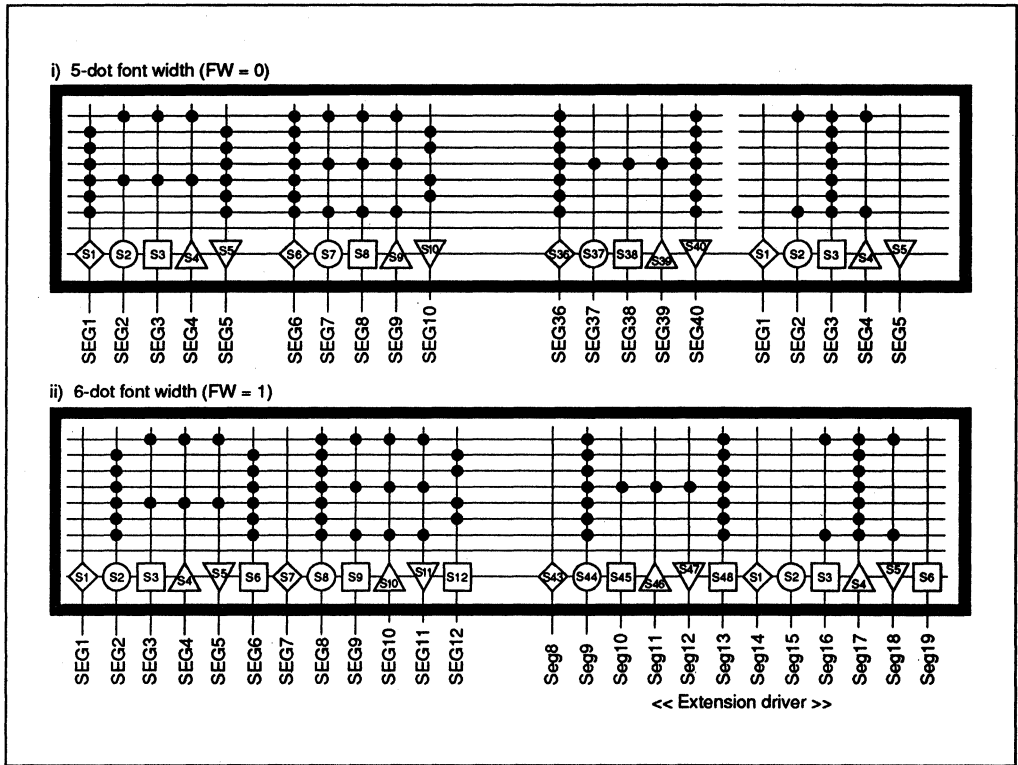 i) 5-dot font width (FW = 0)
S1 S2 S3 S4 S5 S6 S7 S8 S9 S10 S36 S37 S38 S39 S40 S1 S2 S3 S4 S5
SEG1 SEG2 SEG3 SEG4 SEG5 SEG6 SEG7 SEG8 SEG9 SEG10 SEG36 SEG37 SEG38 SEG39 SEG40 SEG1 SEG2 SEG3 SEG4 SEG5
ii) 6-dot font width (FW = 1)
S1 S2 S3 S4 S5 S6 S7 S8 S9 S10 S11 S12 S43 S44 S45 S46 S47 S48 S1 S2 S3 S4 S5 S6
SEG1 SEG2 SEG3 SEG4 SEG5 SEG6 SEG7 SEG8 SEG9 SEG10 SEG11 SEG12 Seg8 Seg9 Seg10 Seg11 Seg12 Seg13 Seg14 Seg15 Seg16 Seg17 Seg18 Seg19
<< Extension driver >>